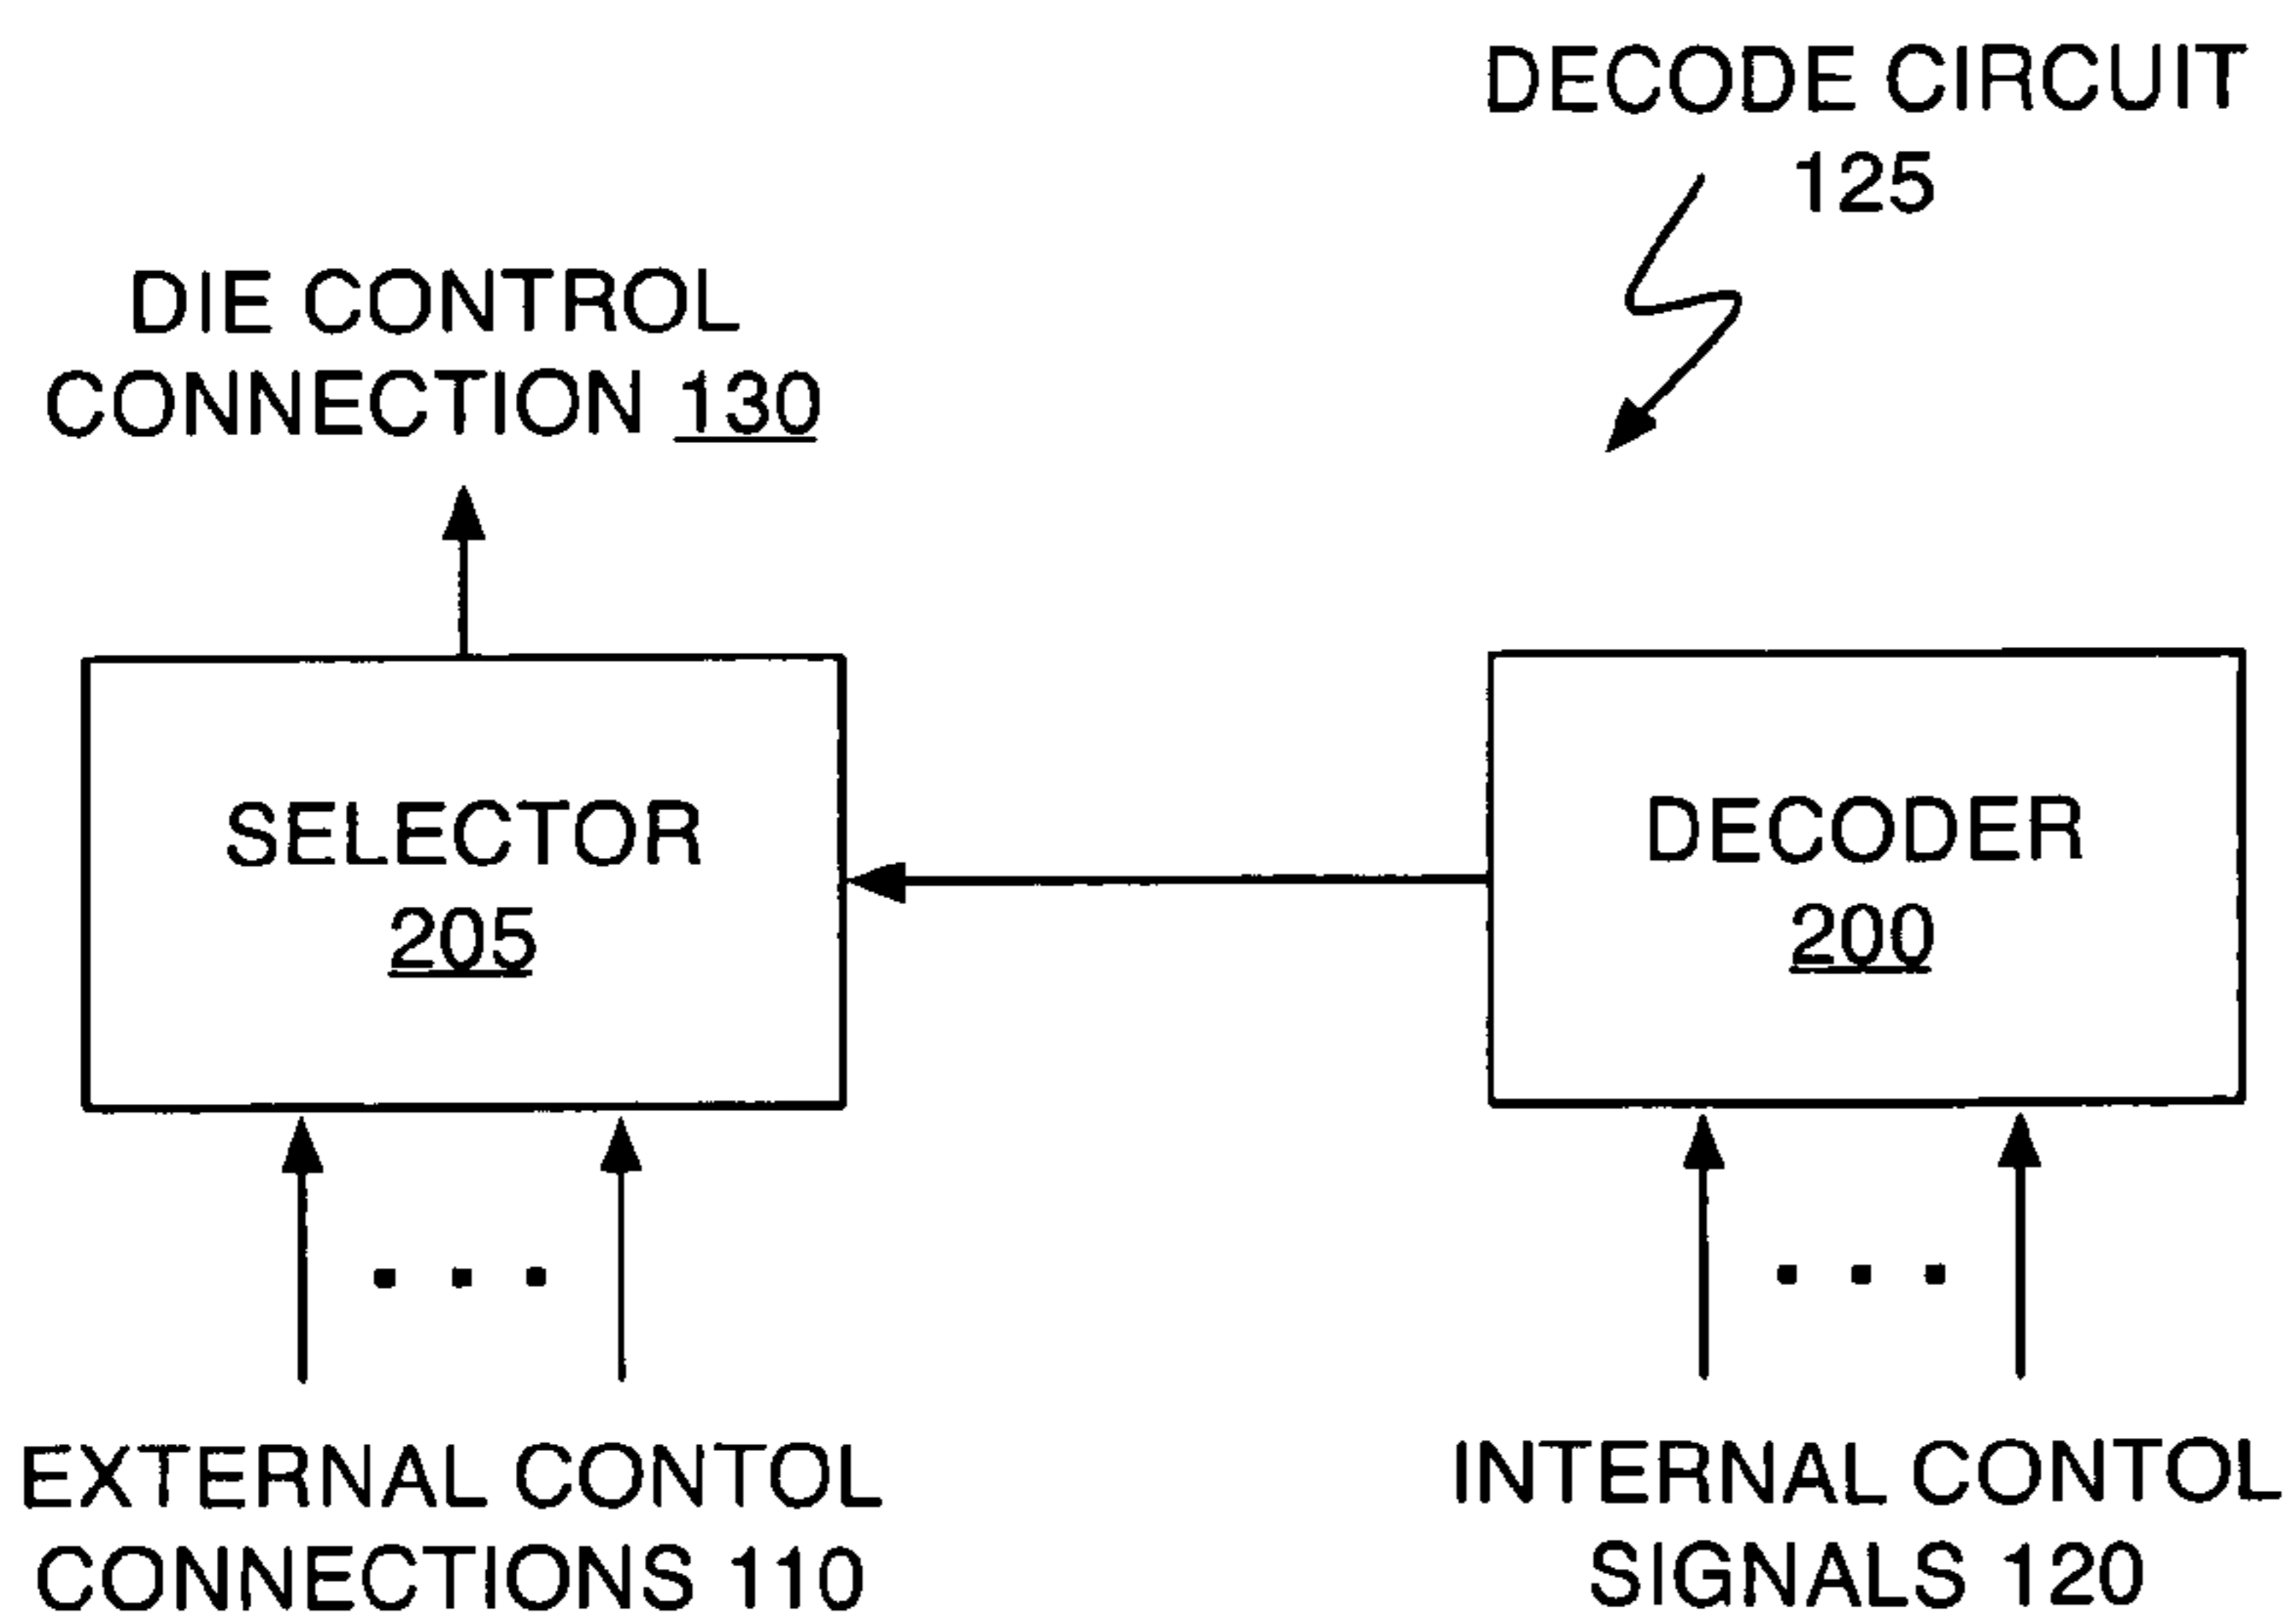 DECODE CIRCUIT
125
DIE CONTROL
CONNECTION 130
SELECTOR
205
DECODER
200
EXTERNAL CONTOL
CONNECTIONS 110
INTERNAL CONTOL
SIGNALS 120